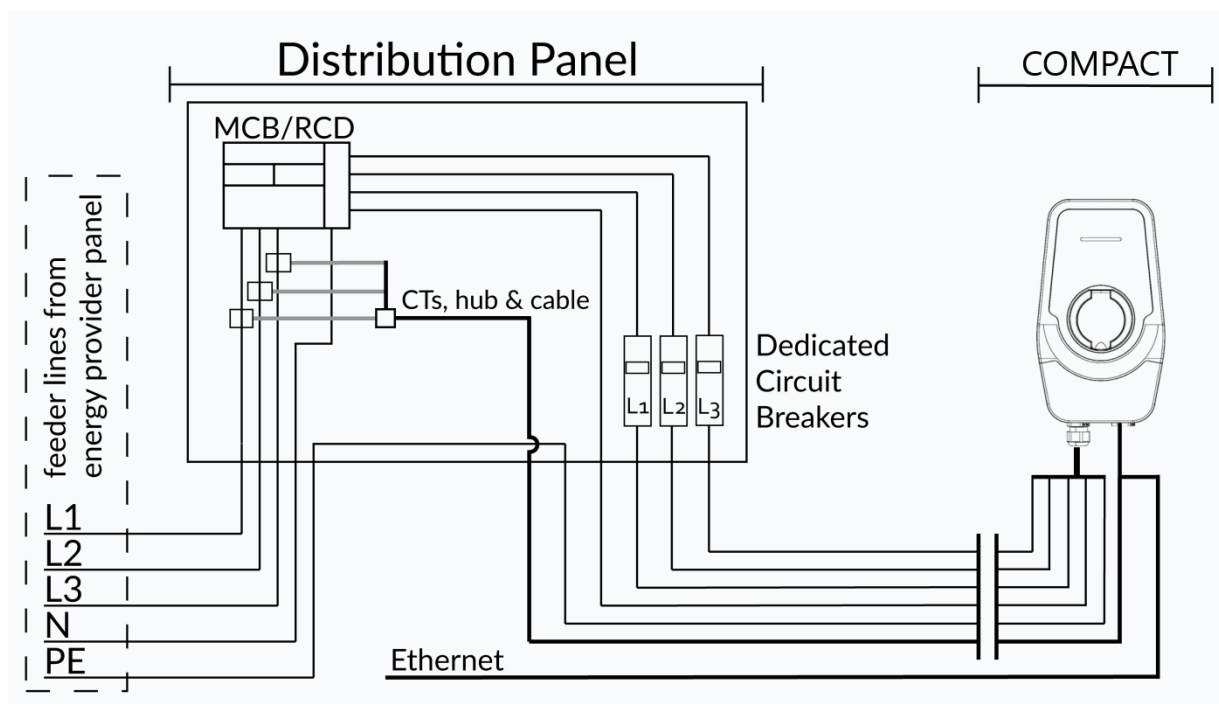 Distribution Panel
COMPACT
MCB/RCD
feeder lines from
energy provider panel
CTs, hub & cable
Dedicated
Circuit
Breakers
L1 L2 L3
L1
L2
L3
N
PE
Ethernet